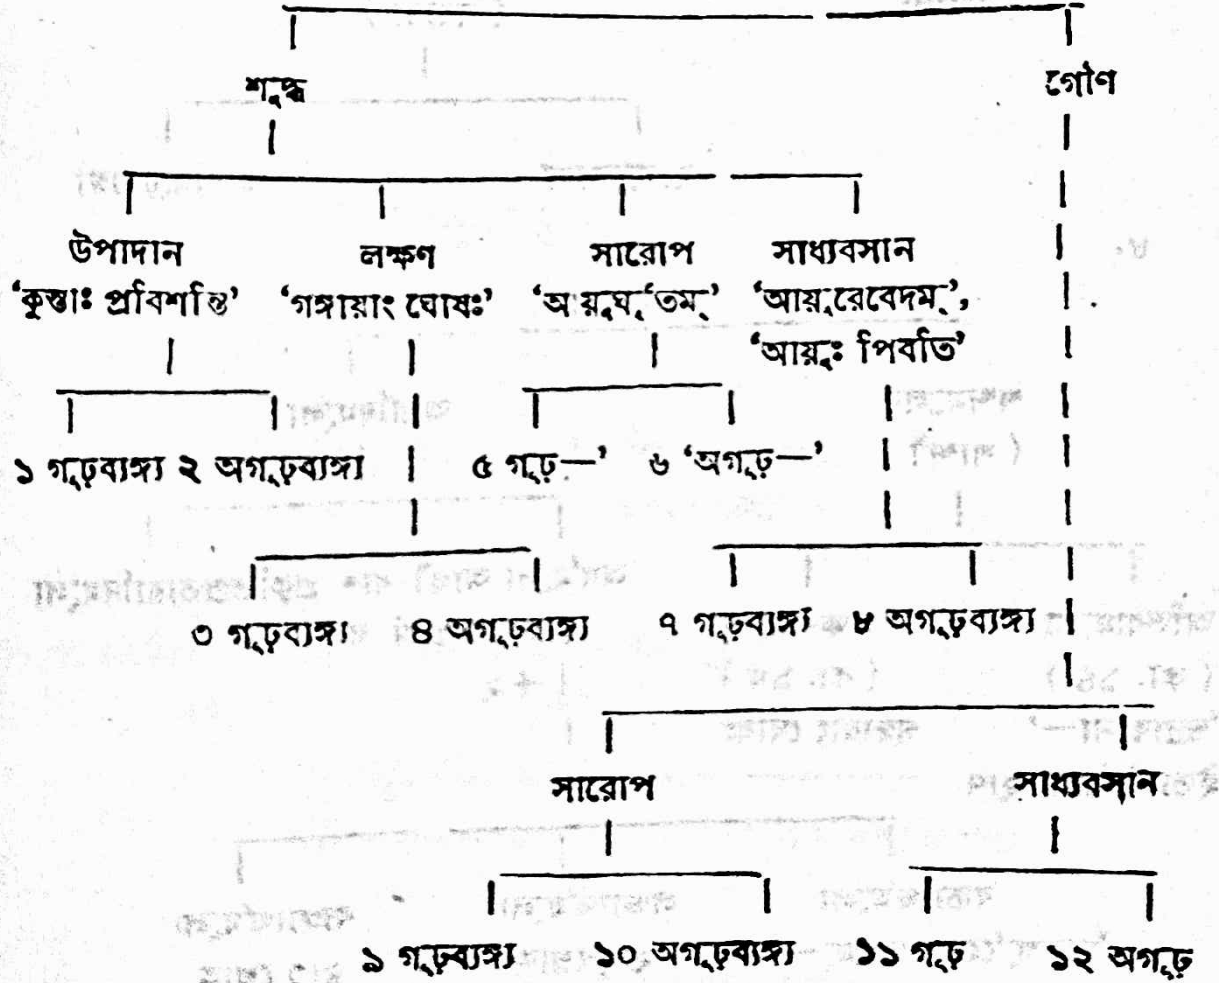 শুদ্ধ গৌণ
উপাদান লক্ষণ সারোপ সাধ্যবসান
‘কুন্তাঃ প্রবিশন্তি’ ‘গঙ্গায়াং ঘোষঃ’ ‘আয়ুর্ঘৃতম্’ ‘আয়ুরেবেদম্’,
‘আয়ুঃ পিবতি’
১ গূঢ়ব্যঙ্গ্য ২ অগূঢ়ব্যঙ্গ্য ৫ গূঢ়—’ ৬ ‘অগূঢ়—’
৩ গূঢ়ব্যঙ্গ্য ৪ অগূঢ়ব্যঙ্গ্য ৭ গূঢ়ব্যঙ্গ্য ৮ অগূঢ়ব্যঙ্গ্য
সারোপ সাধ্যবসান
৯ গূঢ়ব্যঙ্গ্য ১০ অগূঢ়ব্যঙ্গ্য ১১ গূঢ় ১২ অগূঢ়